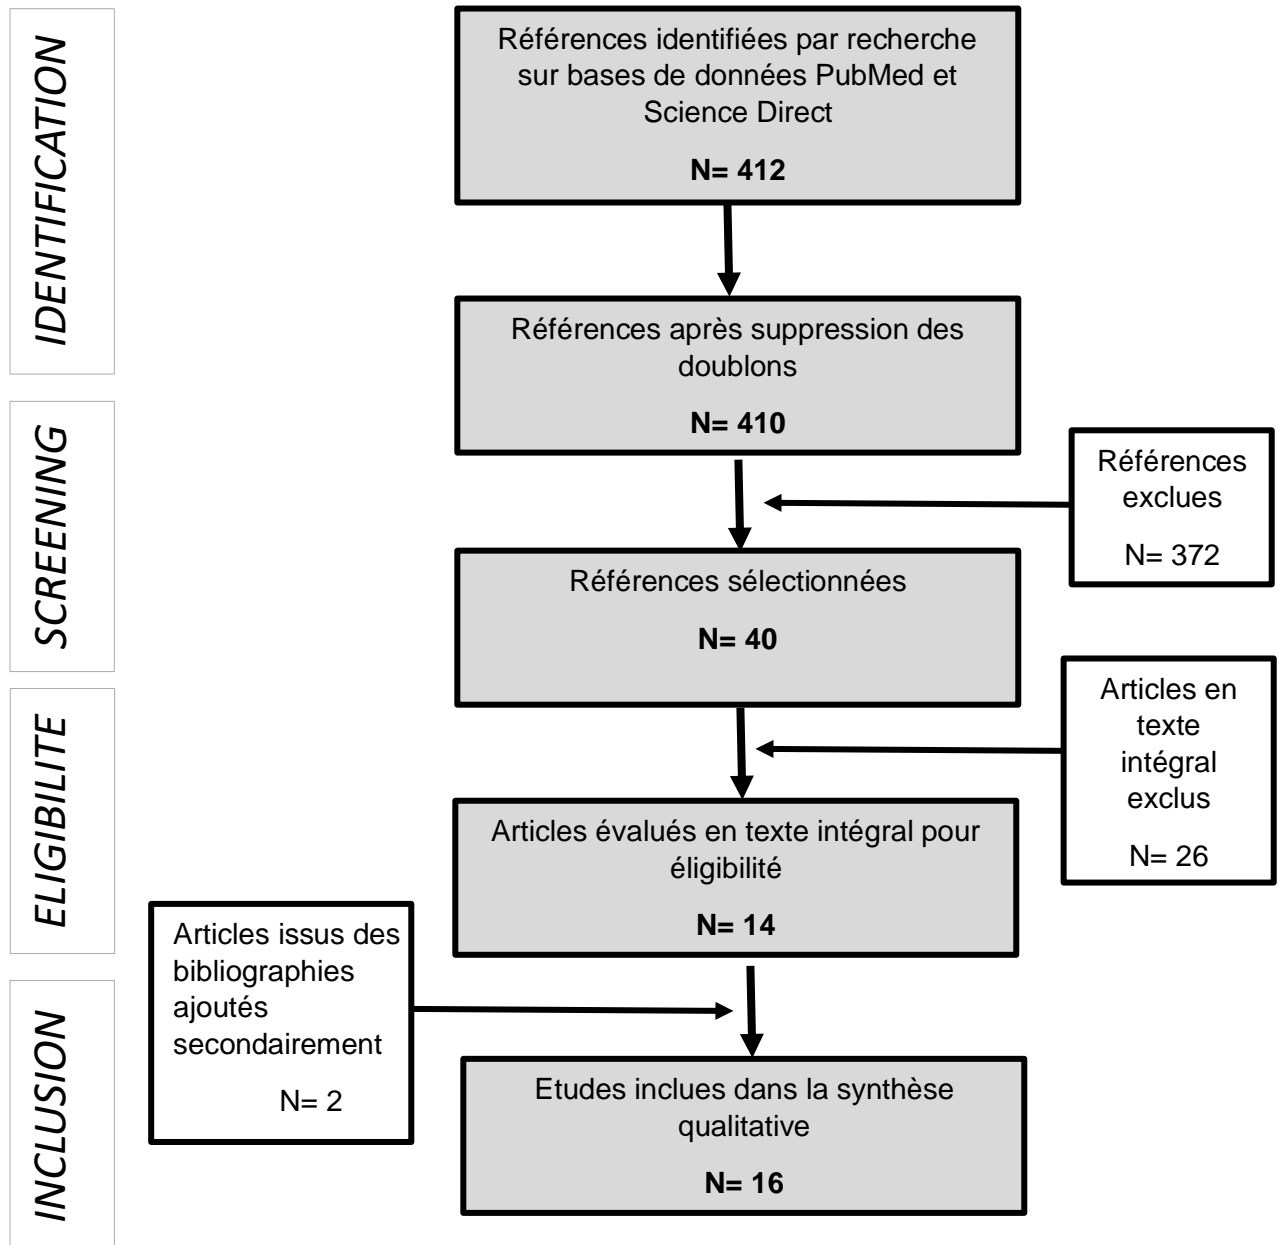 IDENTIFICATION
Références identifiées par recherche
sur bases de données PubMed et
Science Direct
N= 412
Références après suppression des
doublons
N= 410
SCREENING
Références
exclues
N= 372
Références sélectionnées
N= 40
ELIGIBILITE
Articles en
texte
intégral
exclus
N= 26
Articles évalués en texte intégral pour
éligibilité
N= 14
Articles issus des
bibliographies
ajoutés
secondairement
N= 2
INCLUSION
Etudes inclues dans la synthèse
qualitative
N= 16